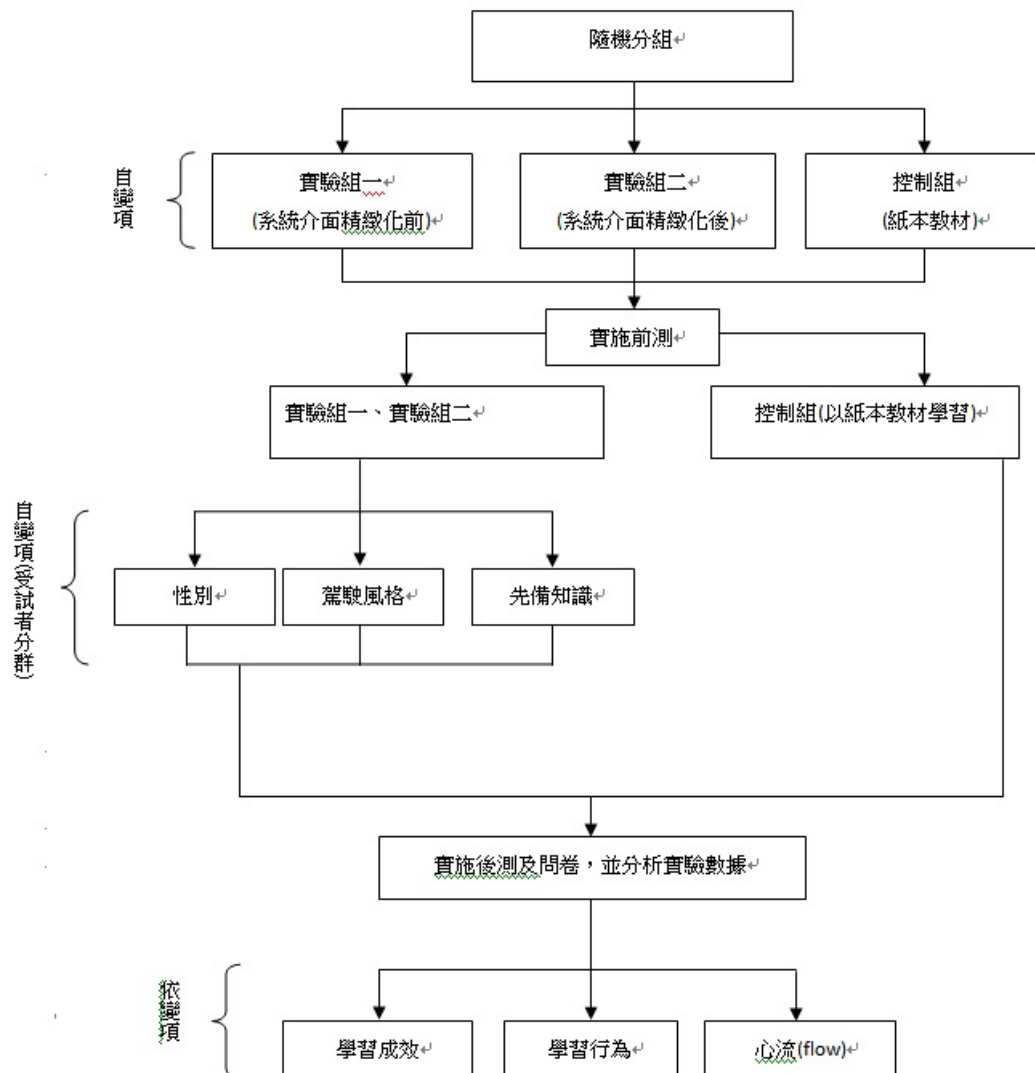 隨機分組
自變項
實驗組一
(系統介面精緻化前)
實驗組二
(系統介面精緻化後)
控制組
(紙本教材)
實施前測
實驗組一、實驗組二
控制組(以紙本教材學習)
自變項(受試者分群)
性別
駕駛風格
先備知識
實施後測及問卷，並分析實驗數據
依變項
學習成效
學習行為
心流(flow)